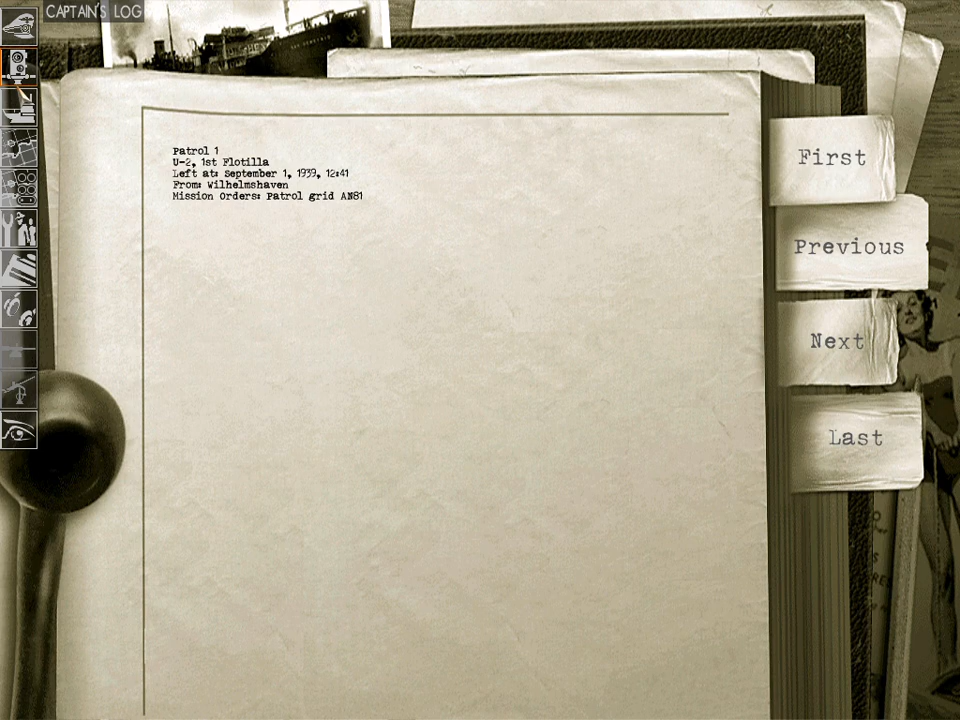 CAPTAIN'S LOG
Patrol 1
U-2, 1st Flotilla
Left at: September 1, 1939, 12:41
From: Wilhelmshaven
Mission Orders: Patrol grid AN81
First
Previous
Next
Last